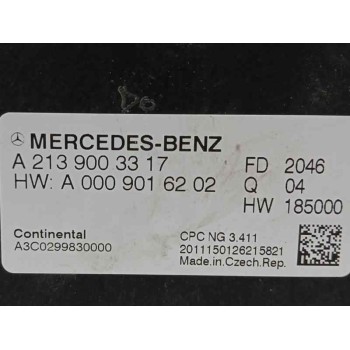 MERCEDES-BENZ
A 213 900 33 17 FD 2046
HW: A 000 901 62 02 Q 04
HW 185000
Continental CPC NG 3.411
A3C0299830000 2011150126215821
Made.in.Czech.Rep.